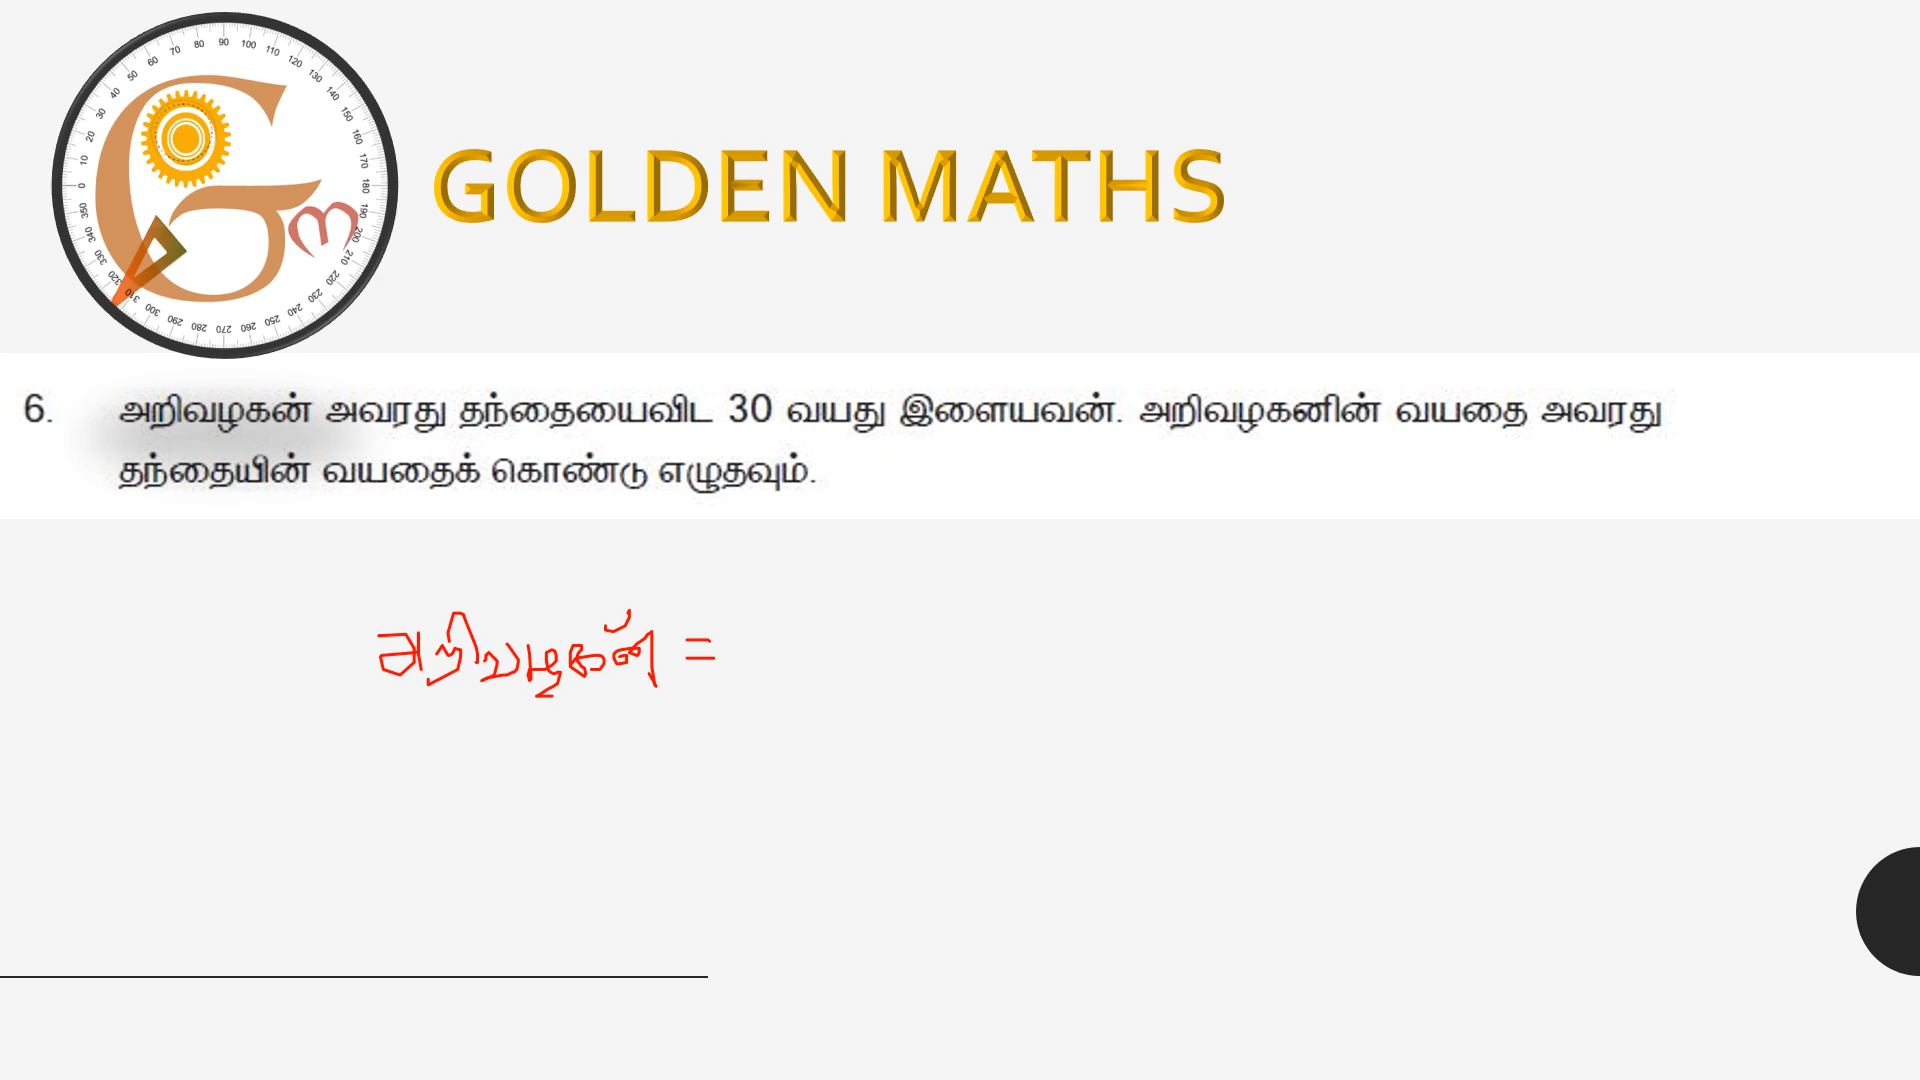 GOLDEN MATHS
6. அறிவழகன் அவரது தந்தையைவிட 30 வயது இளையவன். அறிவழகனின் வயதை அவரது
தந்தையின் வயதைக் கொண்டு எழுதவும்.
அறிவழகன் =